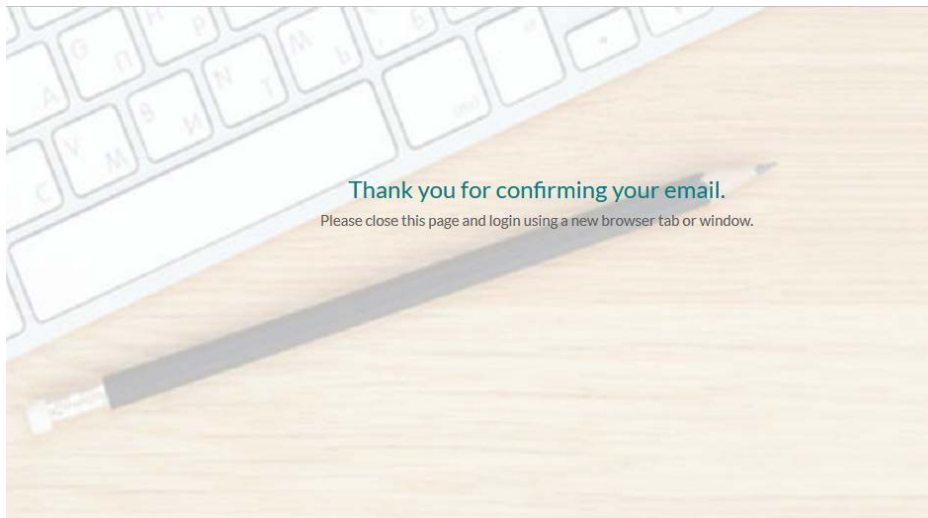 Thank you for confirming your email.
Please close this page and login using a new browser tab or window.